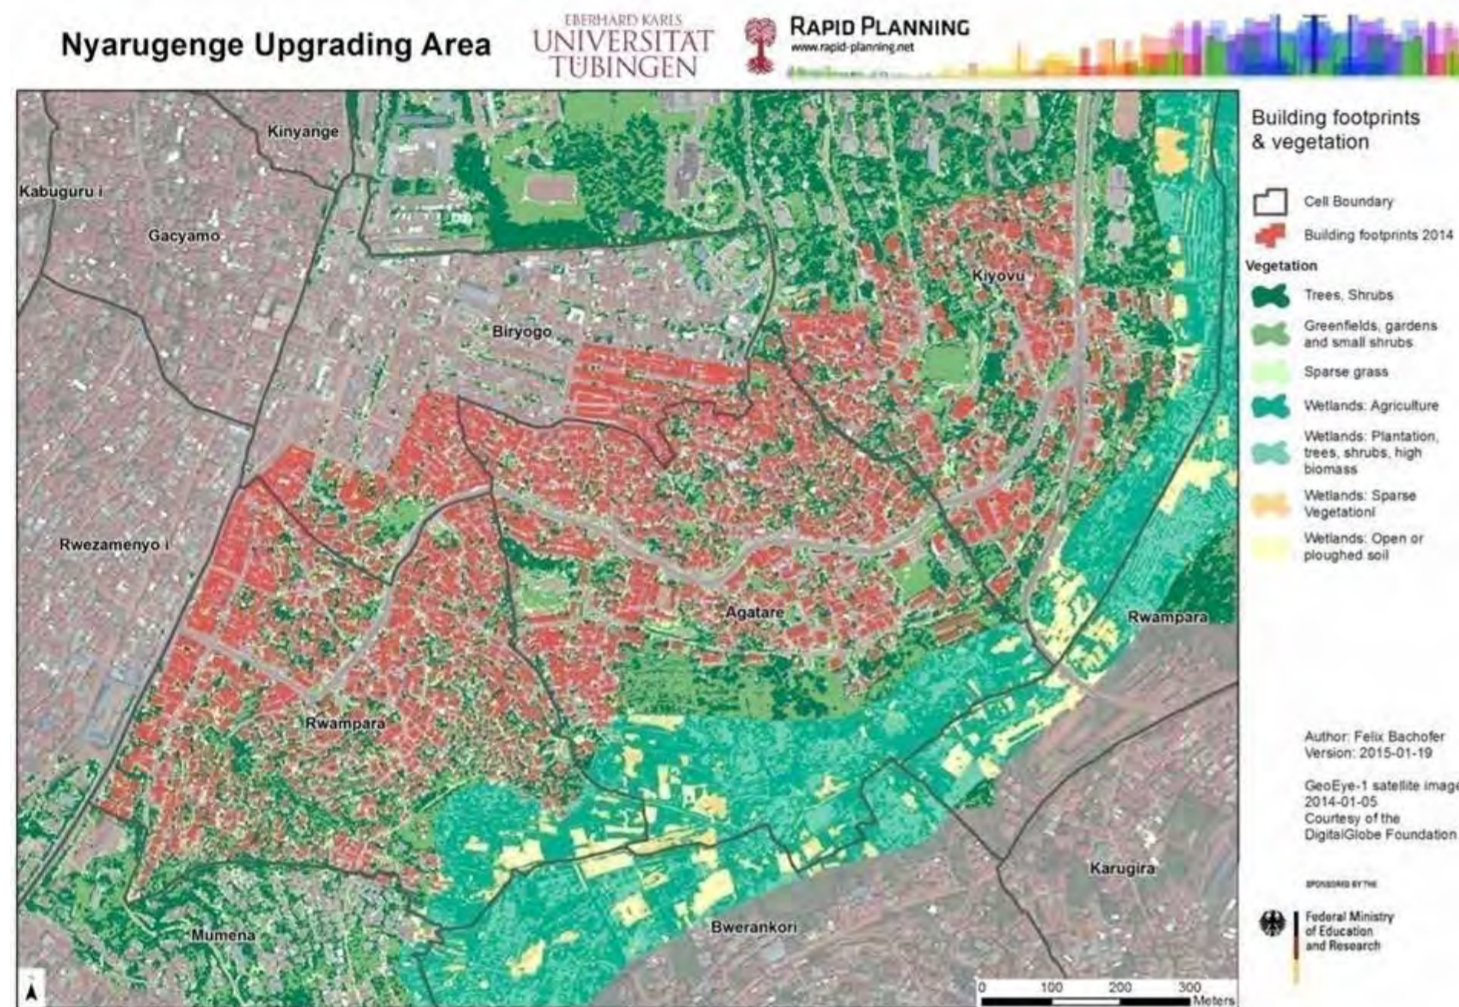 Nyarugenge Upgrading Area
EBERHARD KARLS
UNIVERSITÄT
TÜBINGEN
RAPID PLANNING
www.rapid-planning.net
Kinyange
Kabuguru i
Gacyamo
Biryogo
Kiyovu
Rwezamenyo i
Agatare
Rwampara
Rwampara
Mumena
Bwerankori
Karugira
0 100 200 300
Meters
Building footprints
& vegetation
Cell Boundary
Building footprints 2014
Vegetation
Trees, Shrubs
Greenfields, gardens
and small shrubs
Sparse grass
Wetlands: Agriculture
Wetlands: Plantation,
trees, shrubs, high
biomass
Wetlands: Sparse
Vegetationl
Wetlands: Open or
ploughed soil
Author: Felix Bachofer
Version: 2015-01-19
GeoEye-1 satellite image
2014-01-05
Courtesy of the
DigitalGlobe Foundation
SPONSORED BY THE
Federal Ministry
of Education
and Research